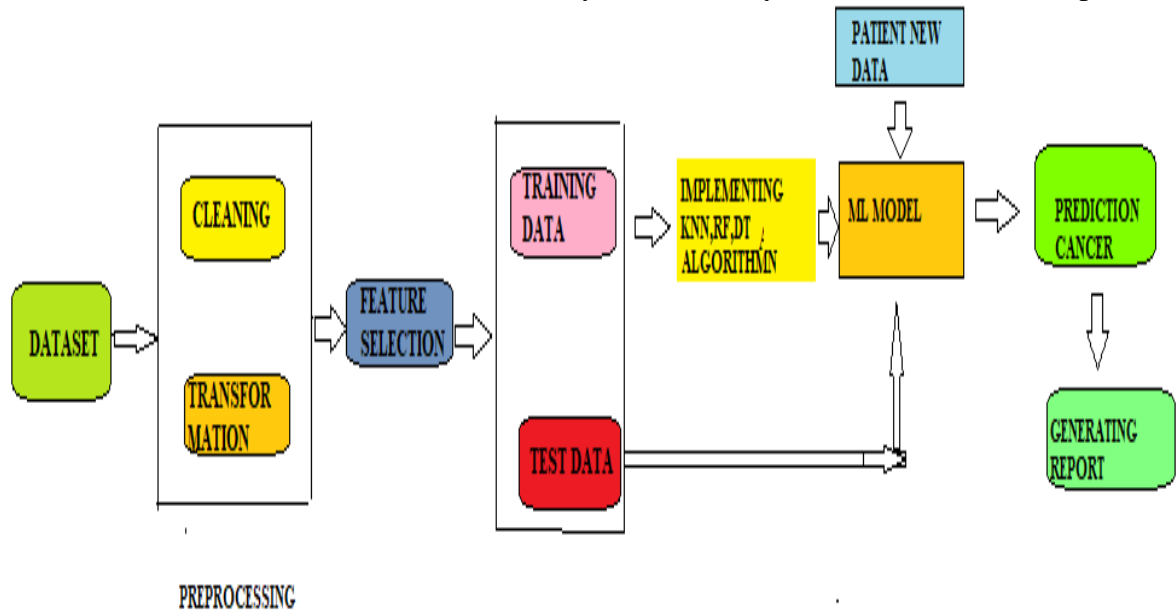 PATIENT NEW
DATA
CLEANING
TRAINING
DATA
IMPLEMENTING
KNN,RF,DT
ALGORITHMN
ML MODEL
PREDICTION
CANCER
DATASET
FEATURE
SELECTION
TRANSFOR
MATION
TEST DATA
GENERATING
REPORT
PREPROCESSING